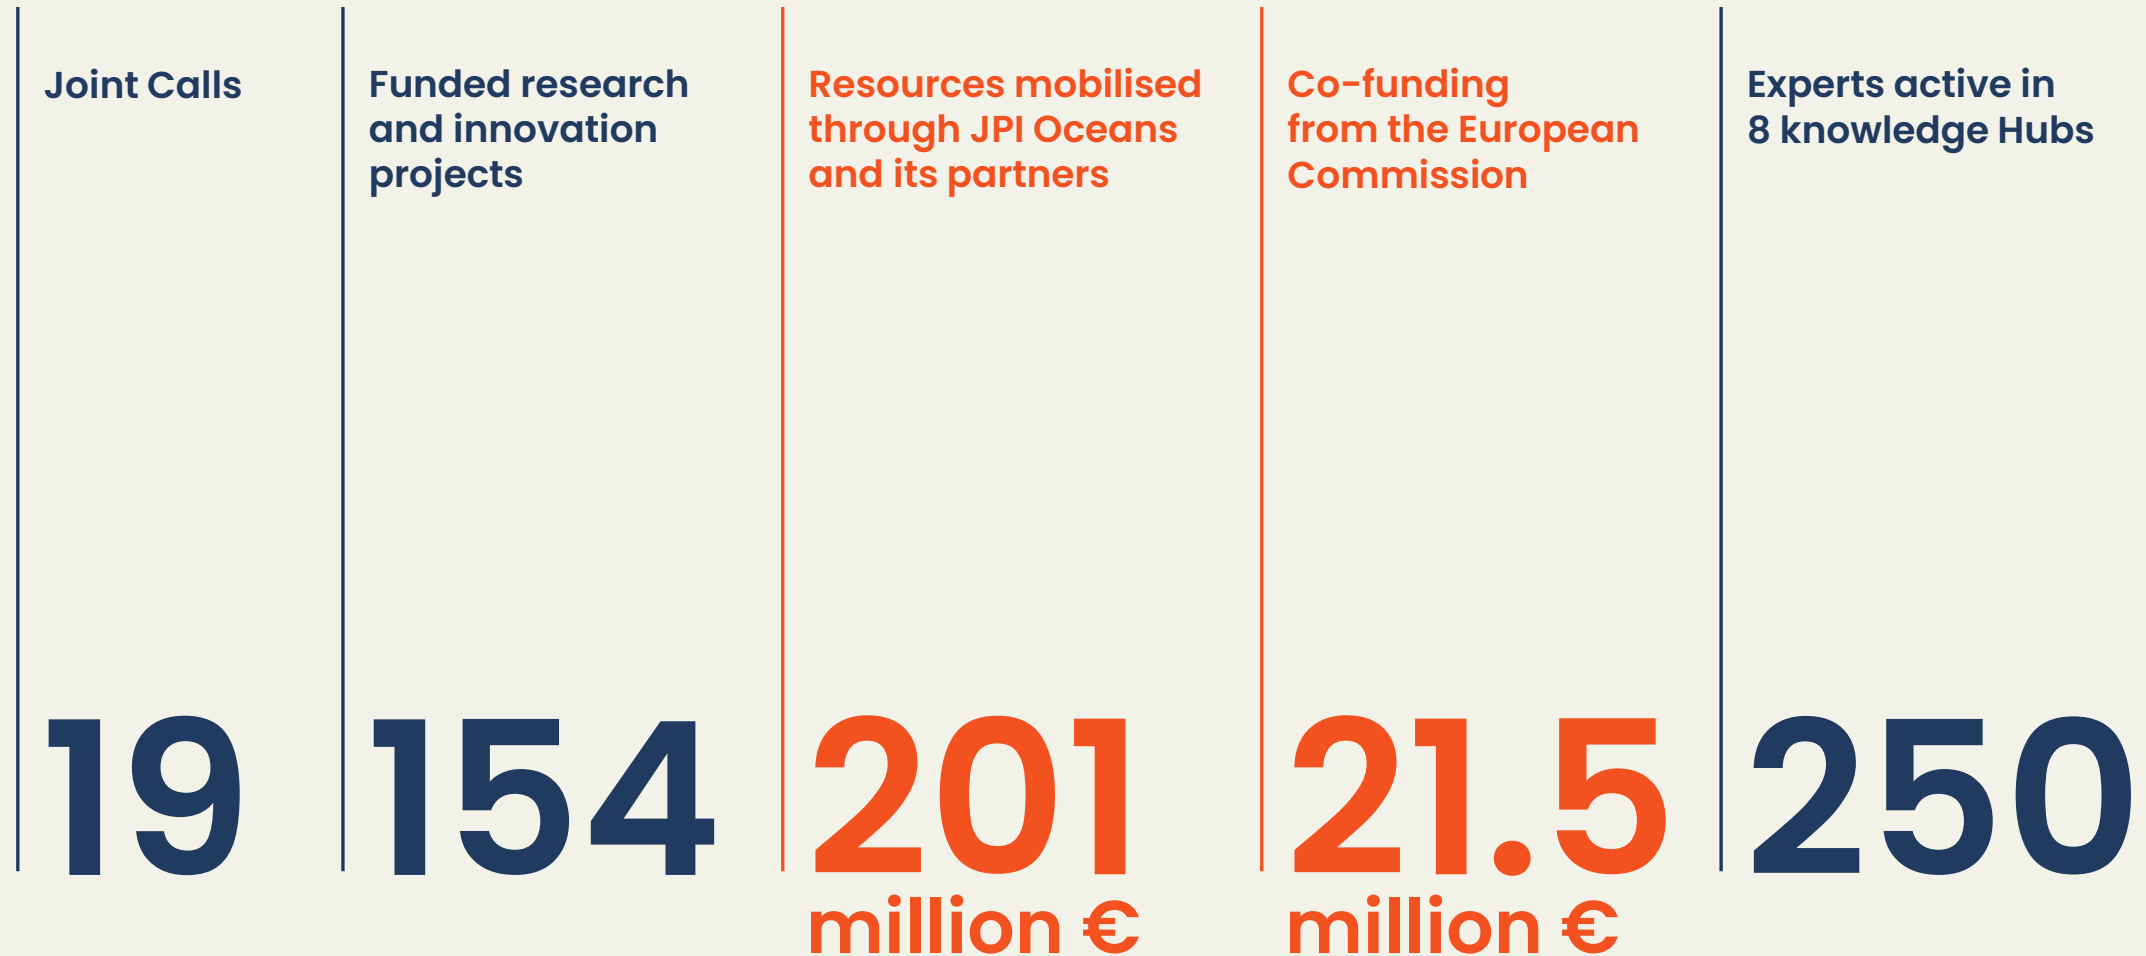 Joint Calls
19
Funded research
and innovation
projects
154
Resources mobilised
through JPI Oceans
and its partners
201
million €
Co-funding
from the European
Commission
21.5
million €
Experts active in
8 knowledge Hubs
250